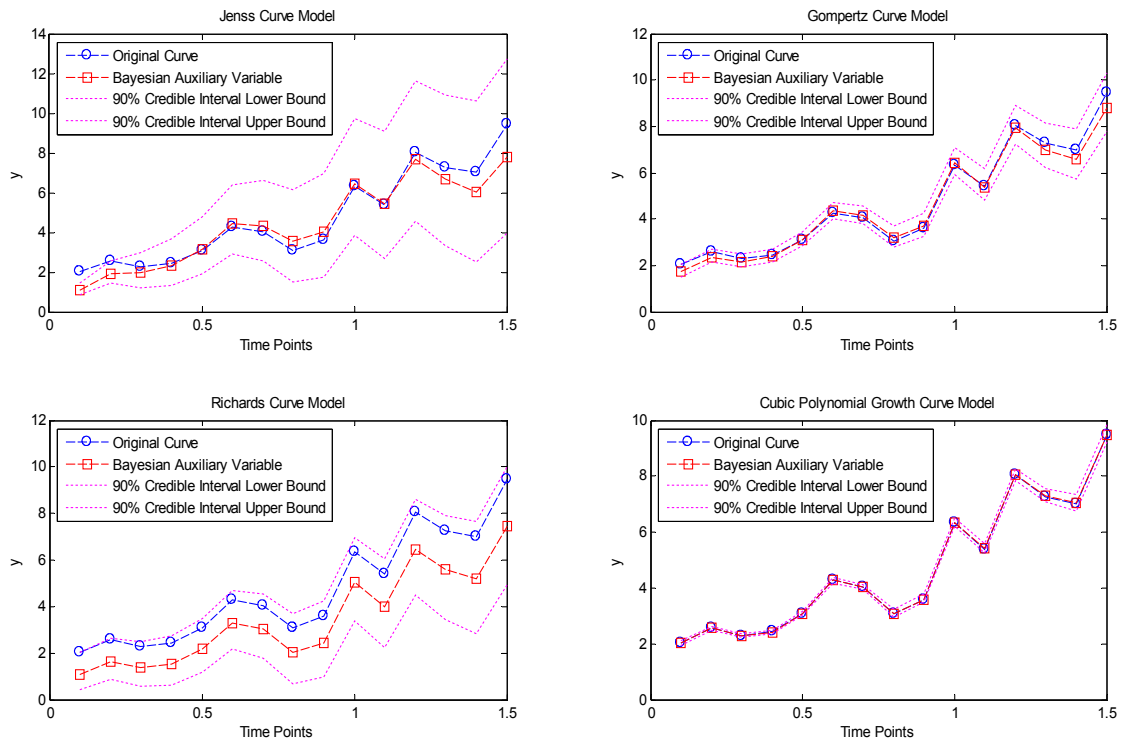 Jenss Curve Model
14
12
10
8
6
4
2
0
y
Original Curve
Bayesian Auxiliary Variable
90% Credible Interval Lower Bound
90% Credible Interval Upper Bound
0
0.5
1
1.5
Time Points
Gompertz Curve Model
12
10
8
6
4
2
0
y
Original Curve
Bayesian Auxiliary Variable
90% Credible Interval Lower Bound
90% Credible Interval Upper Bound
0
0.5
1
1.5
Time Points
Richards Curve Model
12
10
8
6
4
2
0
y
Original Curve
Bayesian Auxiliary Variable
90% Credible Interval Lower Bound
90% Credible Interval Upper Bound
0
0.5
1
1.5
Time Points
Cubic Polynomial Growth Curve Model
10
8
6
4
2
0
y
Original Curve
Bayesian Auxiliary Variable
90% Credible Interval Lower Bound
90% Credible Interval Upper Bound
0
0.5
1
1.5
Time Points